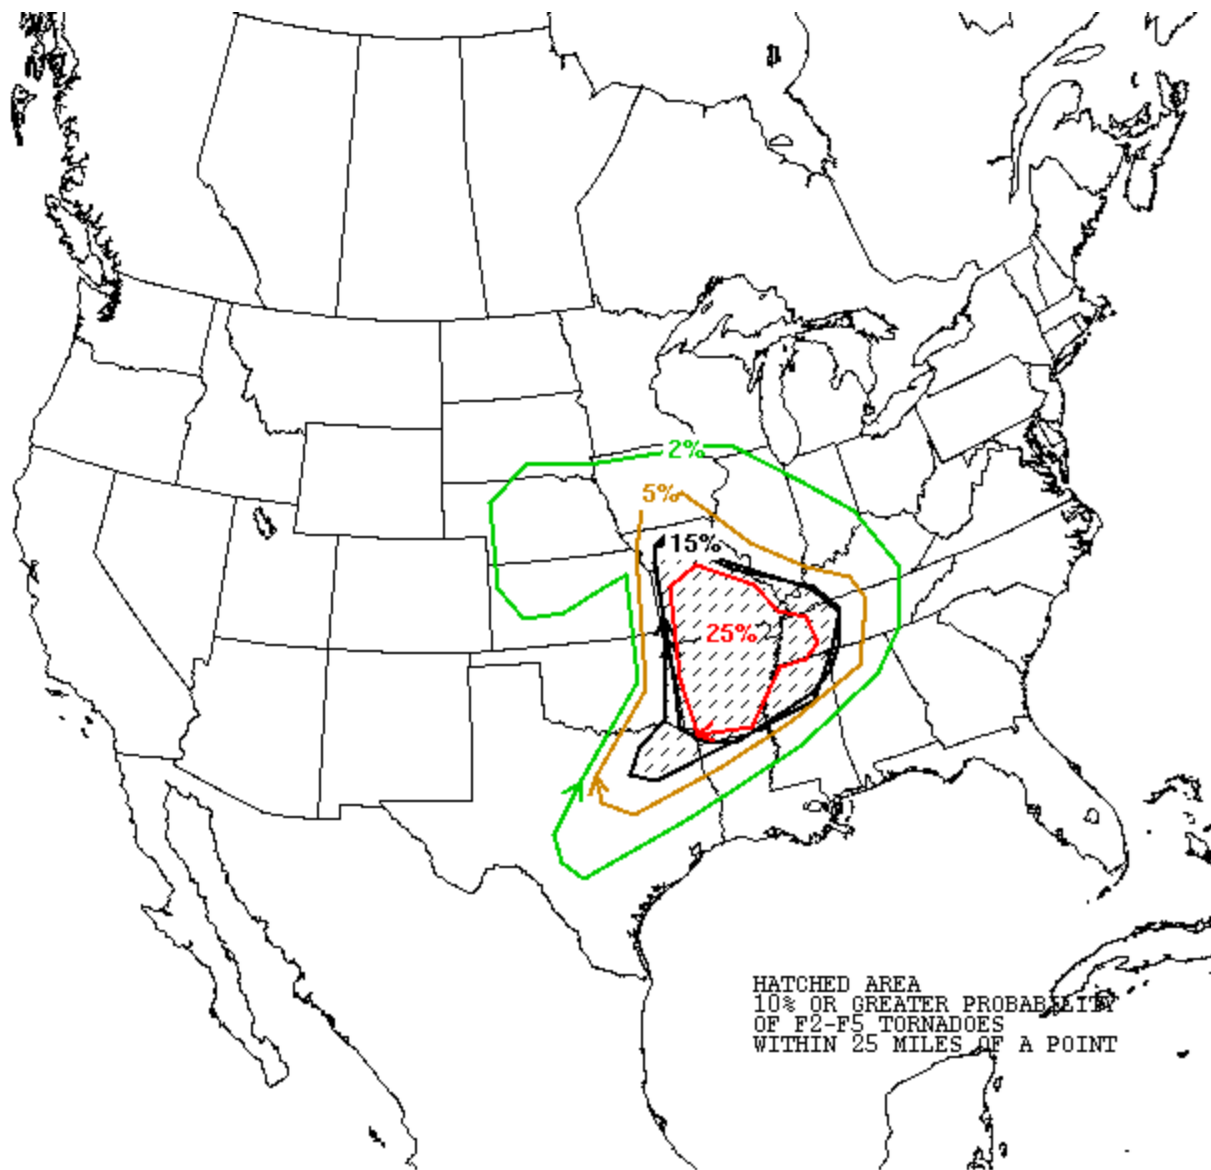 2%
5%
15%
25%
HATCHED AREA
10% OR GREATER PROBABILITY
OF F2-F5 TORNADOES
WITHIN 25 MILES OF A POINT